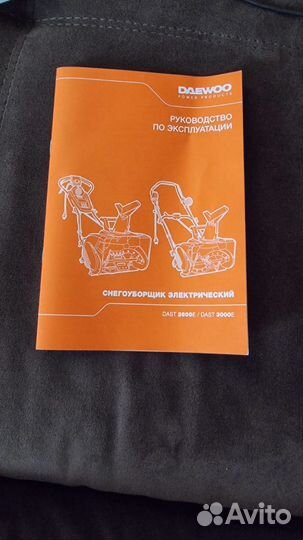 DAEWOO
POWER PRODUCTS
РУКОВОДСТВО
ПО ЭКСПЛУАТАЦИИ
СНЕГОУБОРЩИК ЭЛЕКТРИЧЕСКИЙ
DAST 2600E / DAST 3000E
Avito